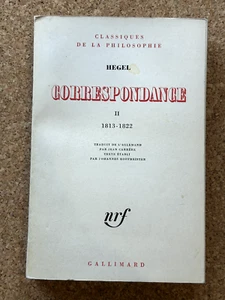 CLASSIQUES
DE LA PHILOSOPHIE
HEGEL
CORRESPONDANCE
II
1813-1822
TRADUIT DE L'ALLEMAND
PAR JEAN CARRÈRE
TEXTE ÉTABLI
PAR JOHANNES HOFFMEISTER
nrf
GALLIMARD